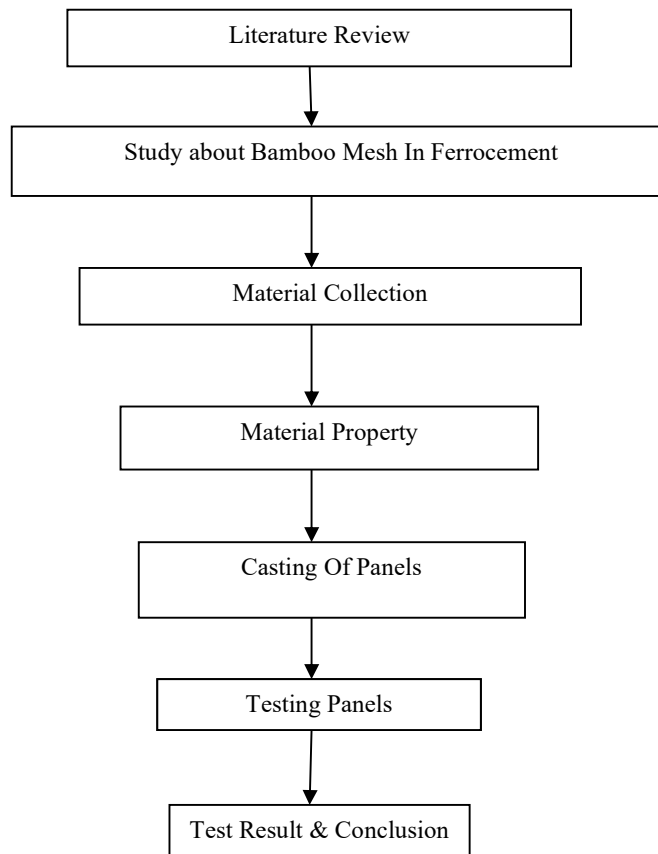 Literature Review
Study about Bamboo Mesh In Ferrocement
Material Collection
Material Property
Casting Of Panels
Testing Panels
Test Result & Conclusion